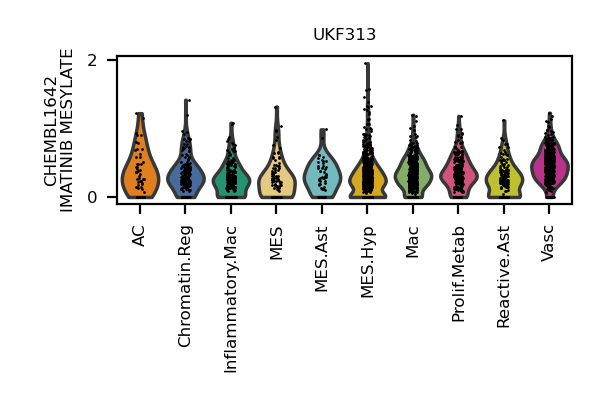 UKF313
CHEMBL1642
IMATINIB MESYLATE
2
0
AC
Chromatin.Reg
Inflammatory.Mac
MES
MES.Ast
MES.Hyp
Mac
Prolif.Metab
Reactive.Ast
Vasc